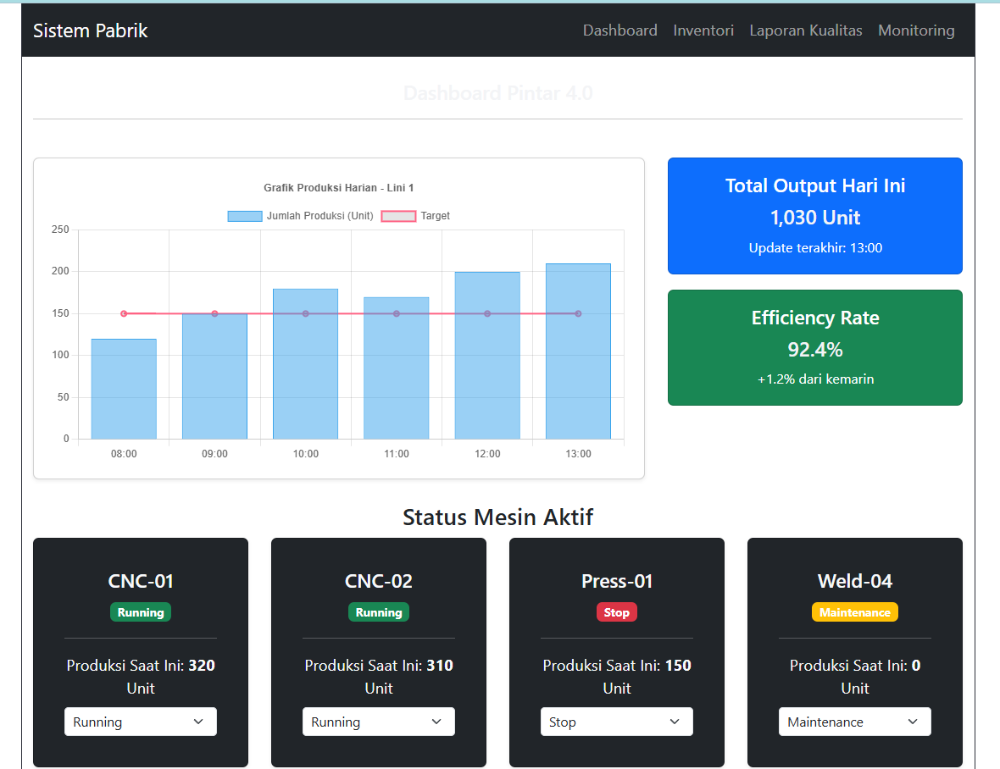 Sistem Pabrik
Dashboard Inventori Laporan Kualitas Monitoring
Dashboard Pintar 4.0
Grafik Produksi Harian - Lini 1
Jumlah Produksi (Unit) Target
250
200
150
100
50
0
08:00 09:00 10:00 11:00 12:00 13:00
Total Output Hari Ini
1,030 Unit
Update terakhir: 13:00
Efficiency Rate
92.4%
+1.2% dari kemarin
Status Mesin Aktif
CNC-01
Running
Produksi Saat Ini: 320
Unit
Running
CNC-02
Running
Produksi Saat Ini: 310
Unit
Running
Press-01
Stop
Produksi Saat Ini: 150
Unit
Stop
Weld-04
Maintenance
Produksi Saat Ini: 0
Unit
Maintenance